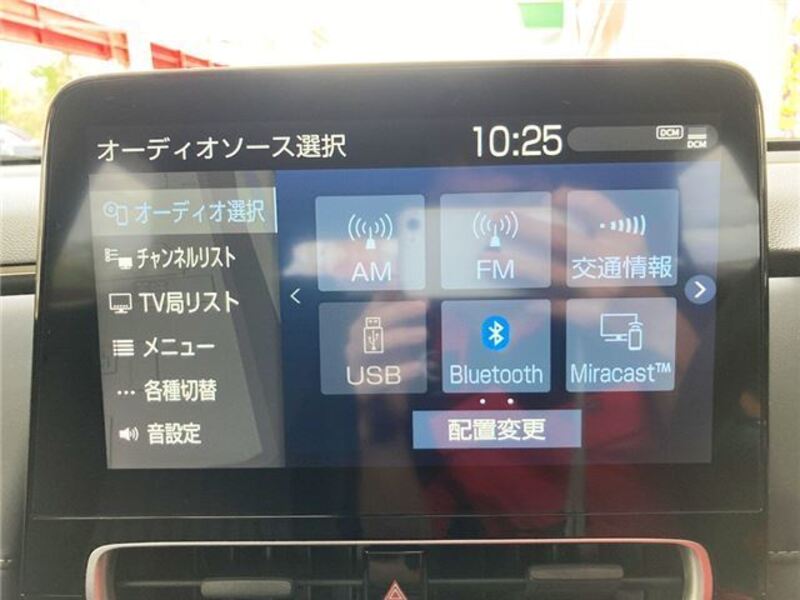 オーディオソース選択
10:25
DCM
DCM
オーディオ選択
チャンネルリスト
TV局リスト
メニュー
各種切替
音設定
AM
FM
交通情報
USB
Bluetooth
Miracast™
配置変更